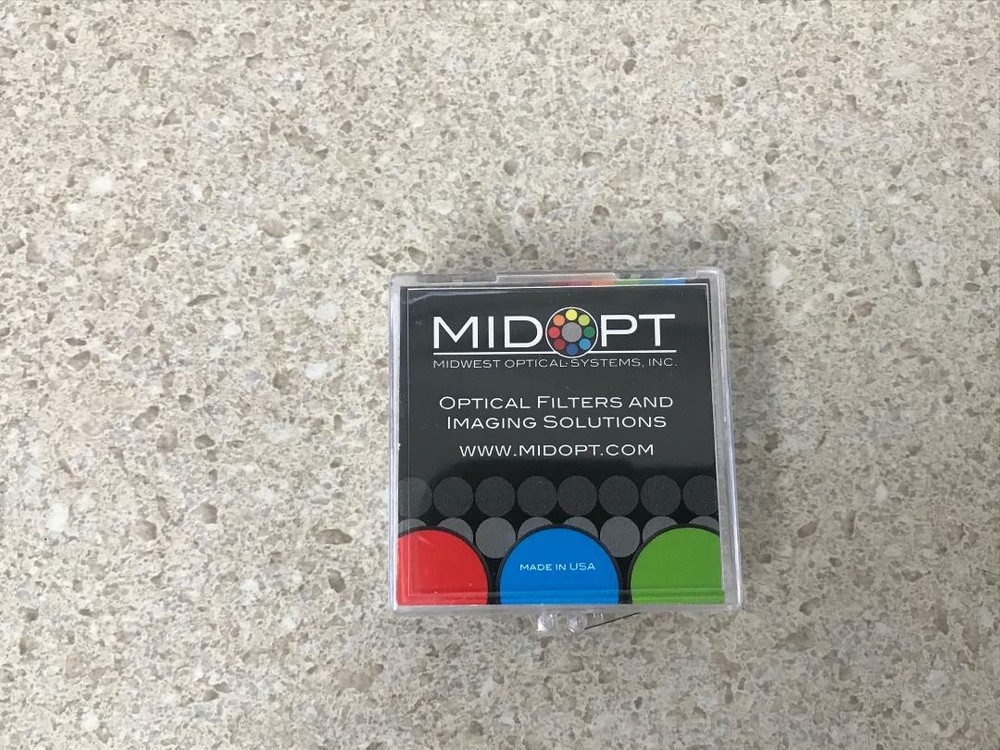 MIDOPT
MIDWEST OPTICAL SYSTEMS, INC.
OPTICAL FILTERS AND
IMAGING SOLUTIONS
WWW.MIDOPT.COM
MADE IN USA